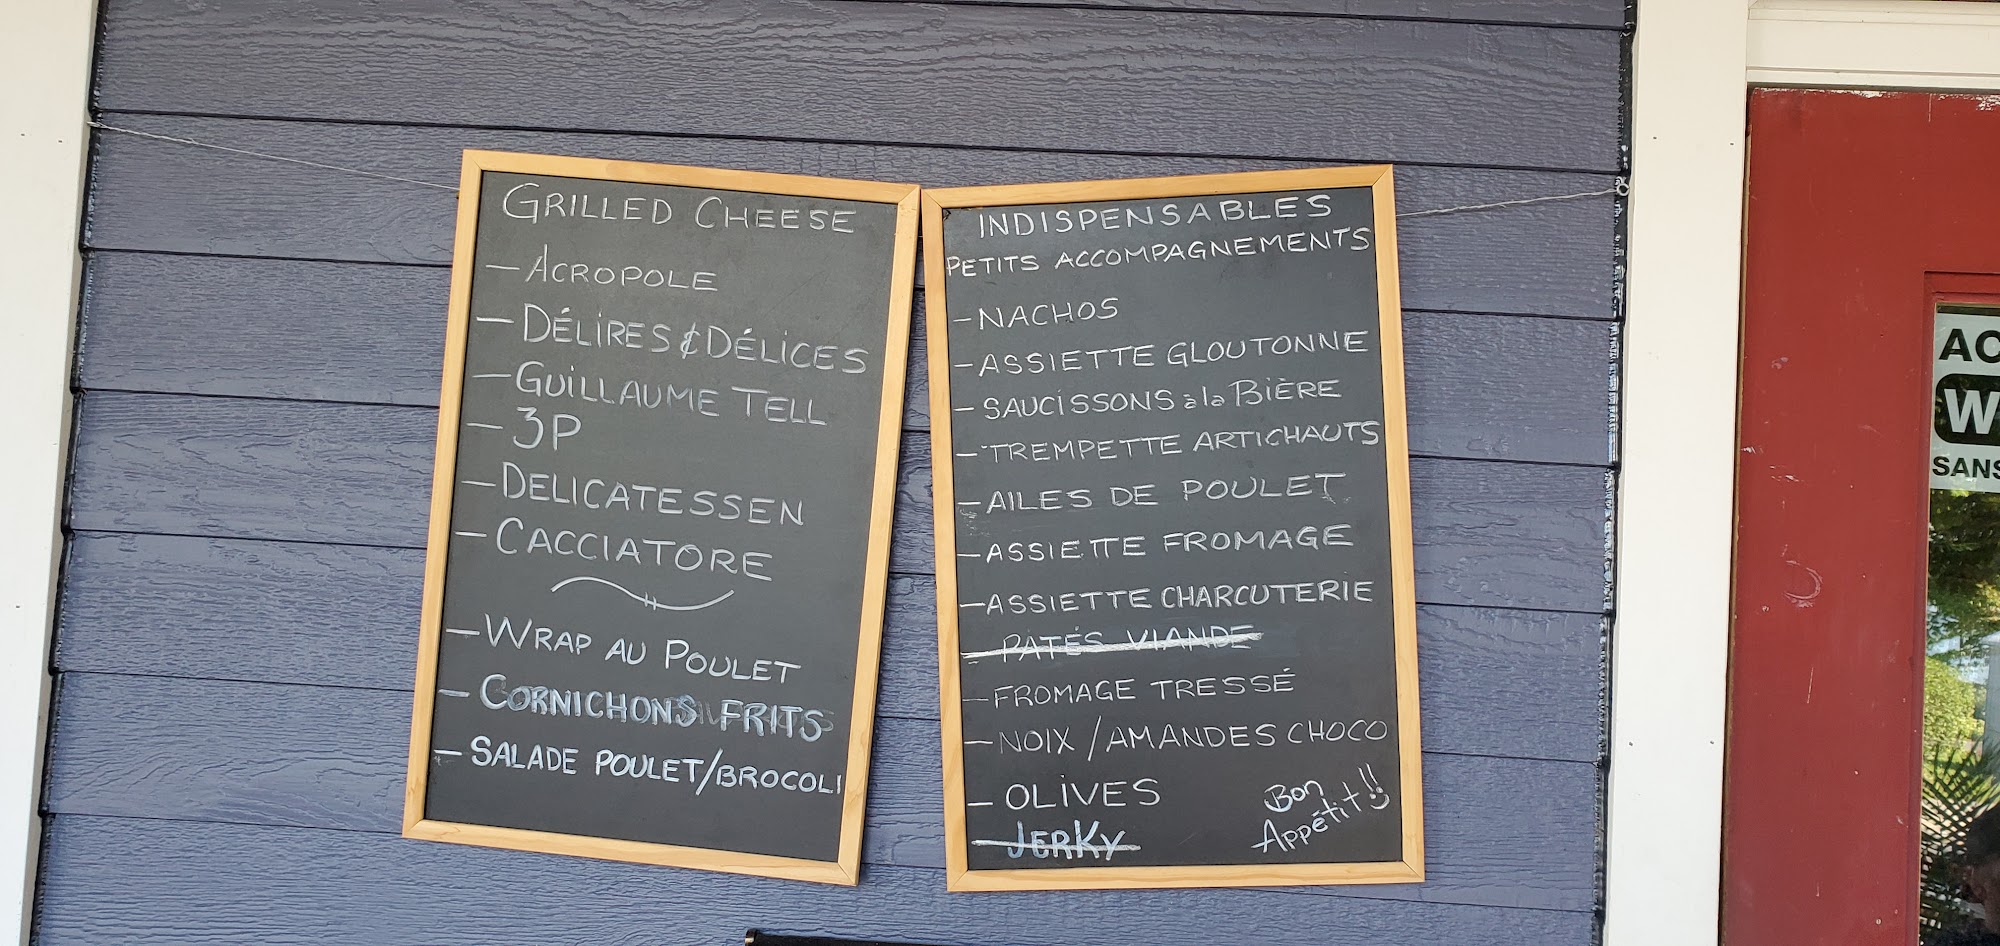 GRILLED CHEESE
- ACROPOLE
- DÉLIRES & DÉLICES
- GUILLAUME TELL
- 3P
- DELICATESSEN
- CACCIATORE
- WRAP AU POULET
- CORNICHONS FRITS
- SALADE POULET/BROCOLI
INDISPENSABLES
PETITS ACCOMPAGNEMENTS
- NACHOS
- ASSIETTE GLOUTONNE
- SAUCISSONS à la BIÈRE
- TREMPETTE ARTICHAUTS
- AILES DE POULET
- ASSIETTE FROMAGE
- ASSIETTE CHARCUTERIE
- PATÉS VIANDE
- FROMAGE TRESSÉ
- NOIX / AMANDES CHOCO
- OLIVES
- JERKY
Bon
Appétit!!
AC
W
SANS